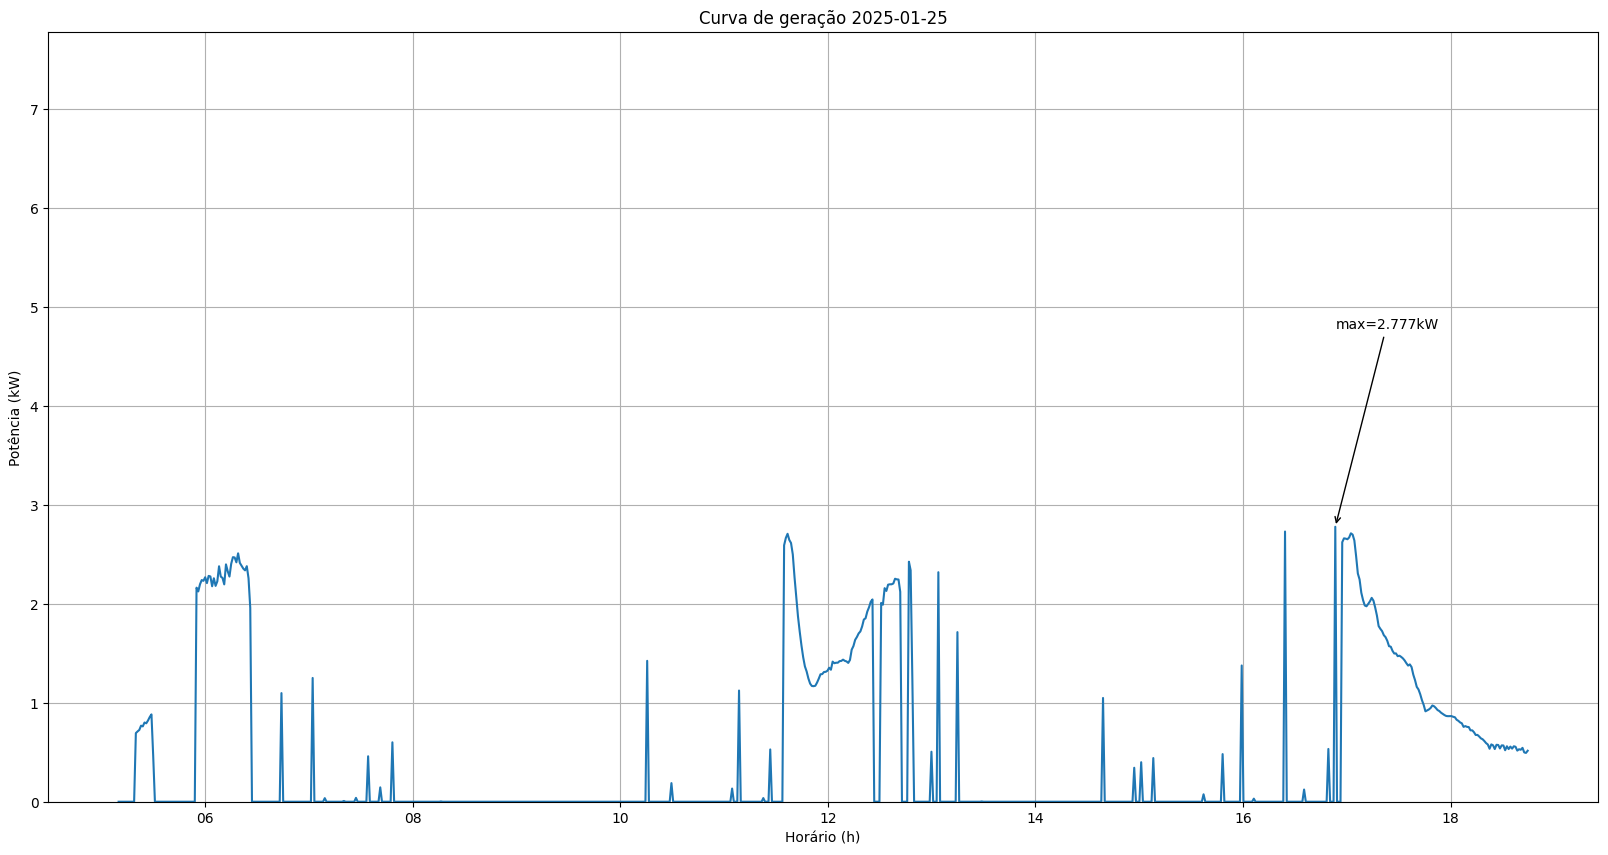 Curva de geração 2025-01-25
7
6
5
4
3
2
1
0
Potência (kW)
max=2.777kW
06 08 10 12 14 16 18
Horário (h)